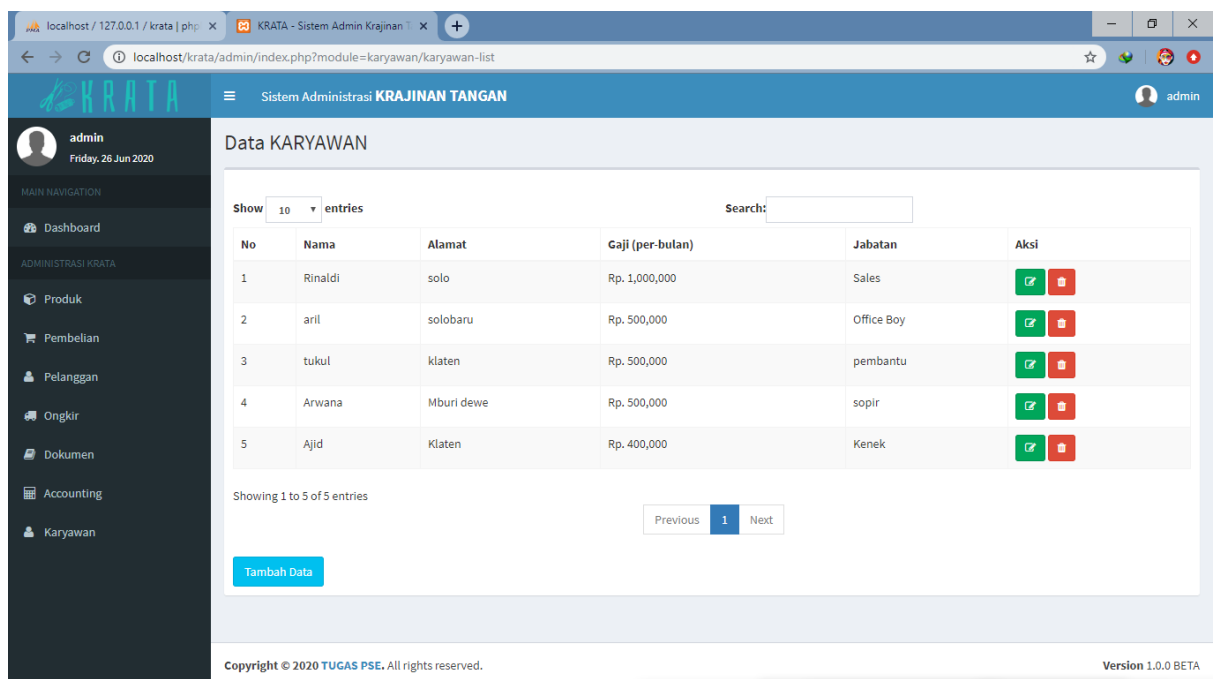 localhost / 127.0.0.1 / krata | php
KRATA - Sistem Admin Krajinan T
localhost/krata/admin/index.php?module=karyawan/karyawan-list
KRATA
Sistem Administrasi KRAJINAN TANGAN
admin
admin
Friday. 26 Jun 2020
MAIN NAVIGATION
Dashboard
ADMINISTRASI KRATA
Produk
Pembelian
Pelanggan
Ongkir
Dokumen
Accounting
Karyawan
Data KARYAWAN
Show 10 entries Search:
No Nama Alamat Gaji (per-bulan) Jabatan Aksi
1 Rinaldi solo Rp. 1,000,000 Sales
2 aril solobaru Rp. 500,000 Office Boy
3 tukul klaten Rp. 500,000 pembantu
4 Arwana Mburi dewe Rp. 500,000 sopir
5 Ajid Klaten Rp. 400,000 Kenek
Showing 1 to 5 of 5 entries
Previous 1 Next
Tambah Data
Copyright © 2020 TUGAS PSE. All rights reserved. Version 1.0.0 BETA